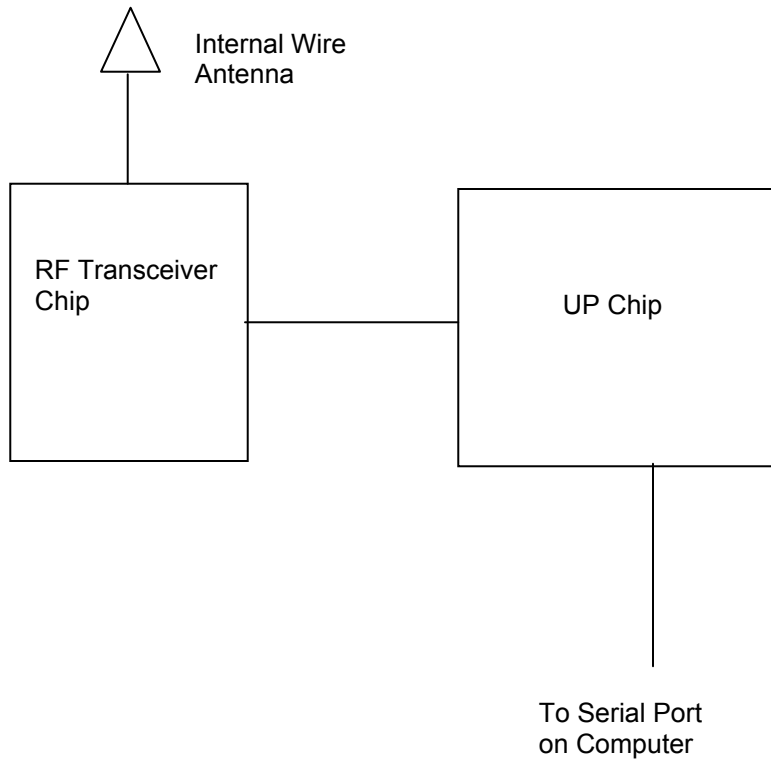 Internal Wire
Antenna
RF Transceiver
Chip
UP Chip
To Serial Port
on Computer